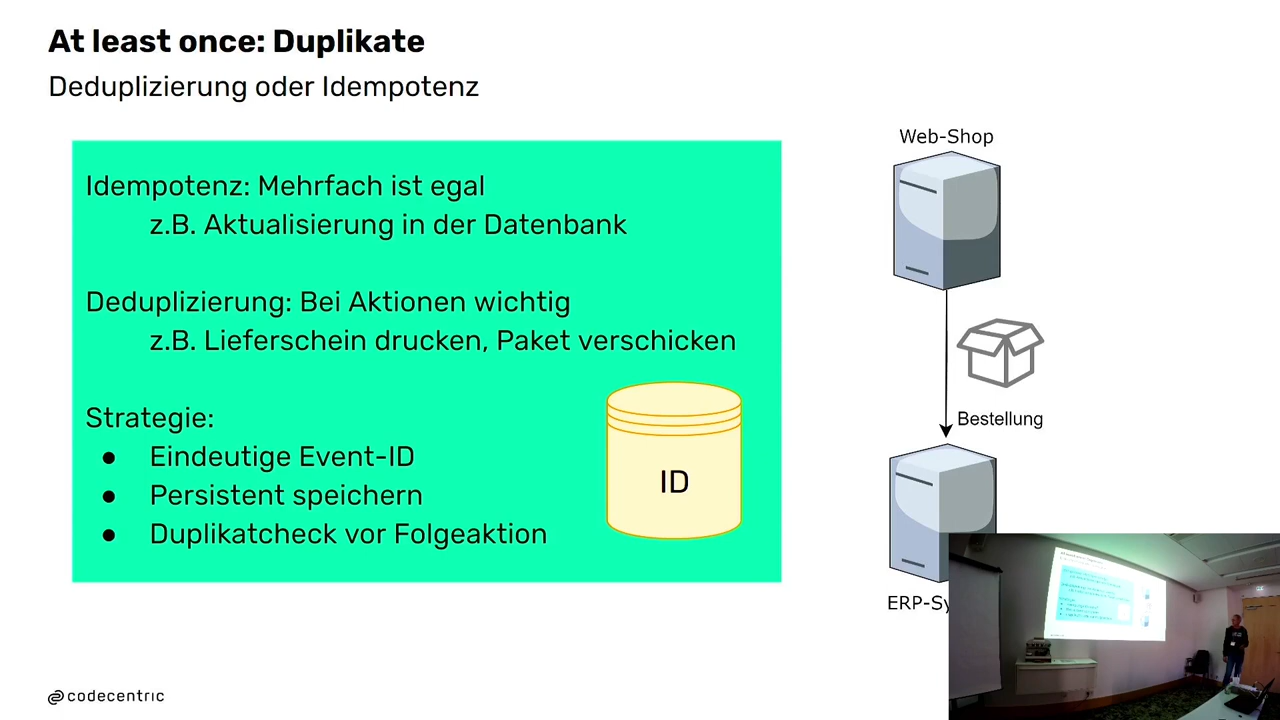 At least once: Duplikate
Deduplizierung oder Idempotenz
Idempotenz: Mehrfach ist egal
z.B. Aktualisierung in der Datenbank
Deduplizierung: Bei Aktionen wichtig
z.B. Lieferschein drucken, Paket verschicken
Strategie:
● Eindeutige Event-ID
● Persistent speichern
● Duplikatcheck vor Folgeaktion
ID
Web-Shop
Bestellung
ERP-Sy
codecentric